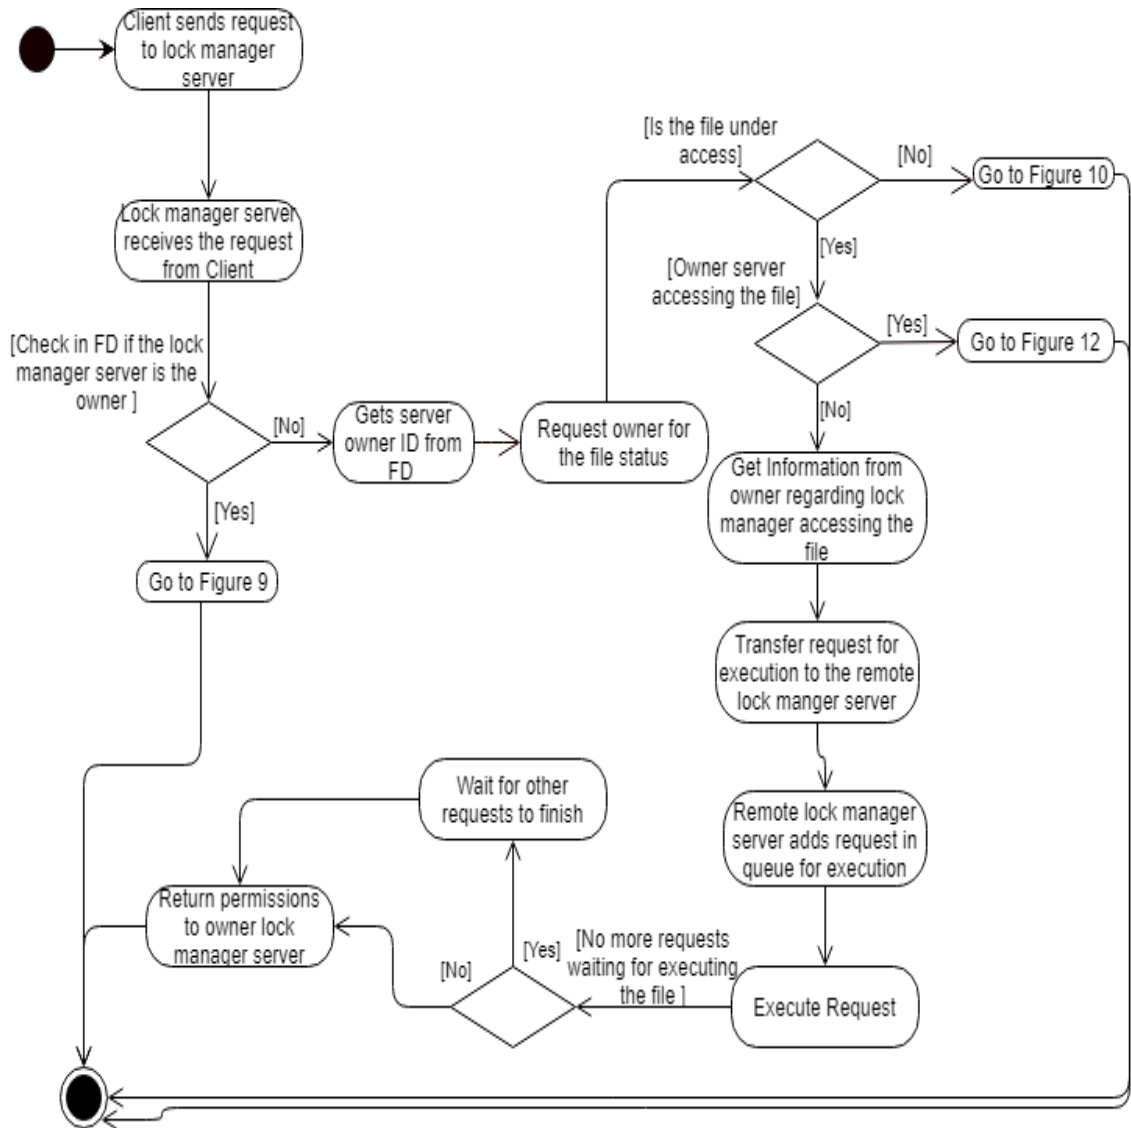 Client sends request
to lock manager
server
Lock manager server
receives the request
from Client
[Check in FD if the lock
manager server is the
owner ]
[No]
Gets server
owner ID from
FD
Request owner for
the file status
[Yes]
Go to Figure 9
[Is the file under
access]
[No]
Go to Figure 10
[Yes]
[Owner server
accessing the file]
[Yes]
Go to Figure 12
[No]
Get Information from
owner regarding lock
manager accessing the
file
Transfer request for
execution to the remote
lock manger server
Remote lock manager
server adds request in
queue for execution
Execute Request
[No more requests
waiting for executing
the file ]
[Yes]
Wait for other
requests to finish
[No]
Return permissions
to owner lock
manager server